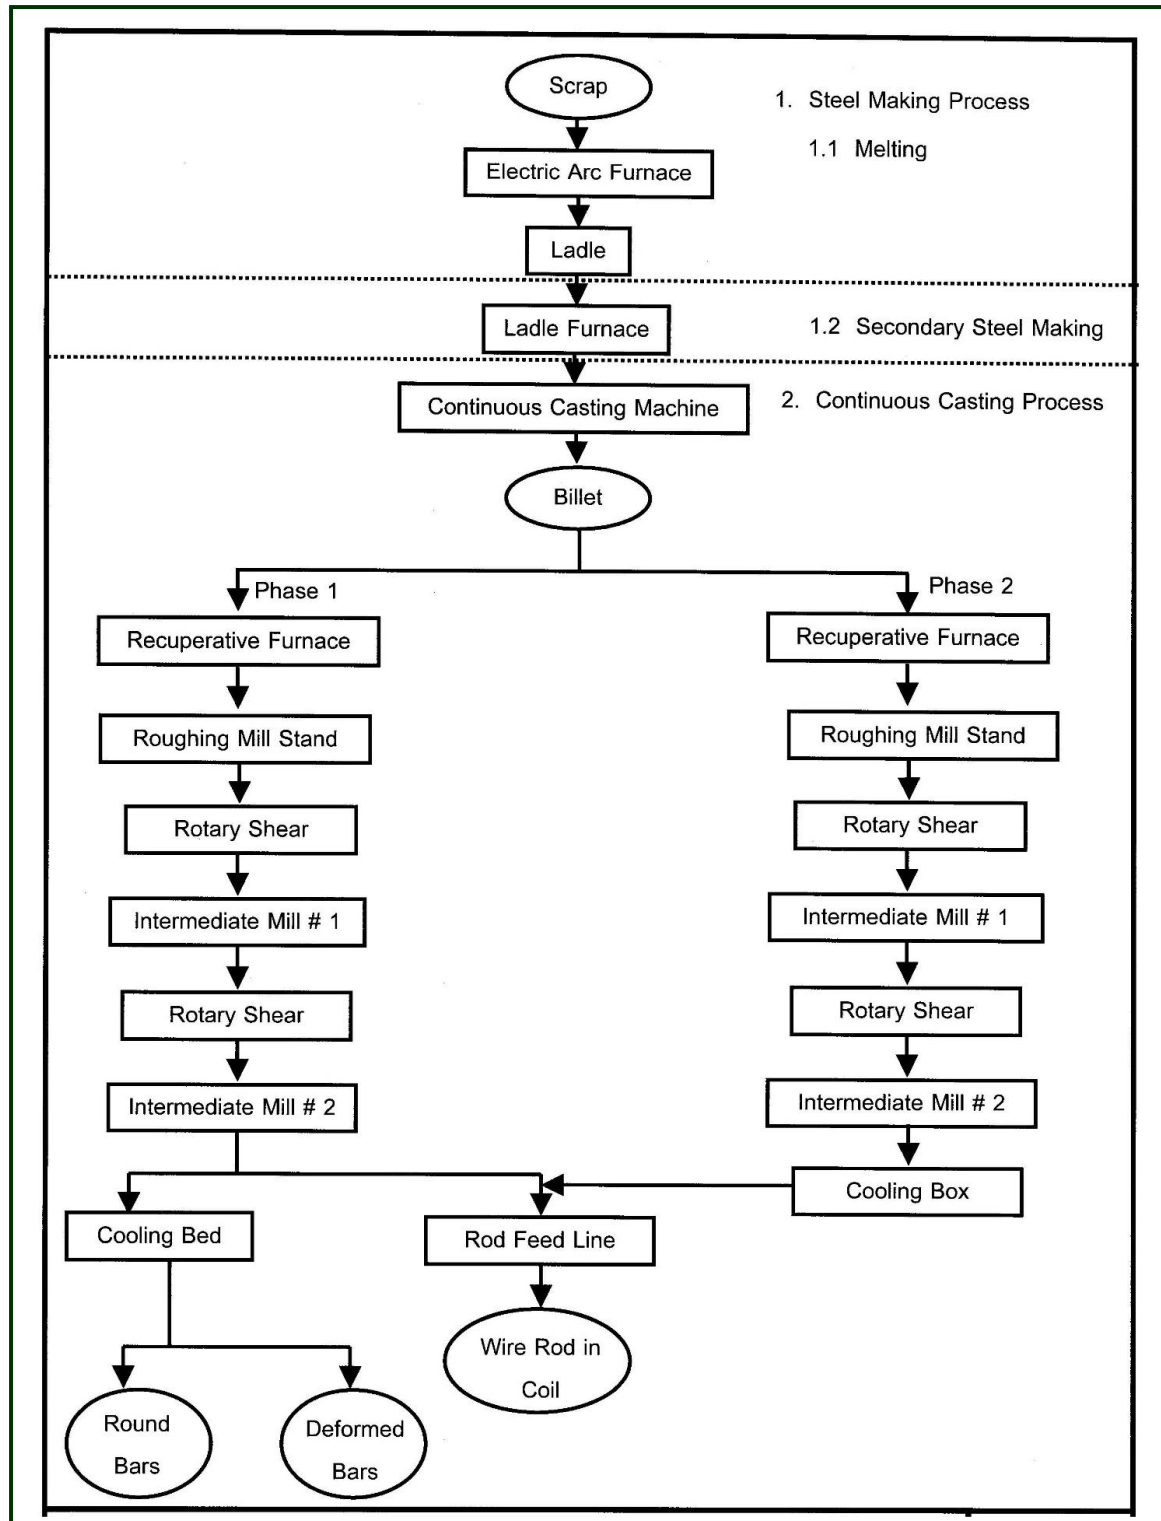 Scrap
1. Steel Making Process
1.1 Melting
Electric Arc Furnace
Ladle
Ladle Furnace
1.2 Secondary Steel Making
Continuous Casting Machine
2. Continuous Casting Process
Billet
Phase 1
Phase 2
Recuperative Furnace
Recuperative Furnace
Roughing Mill Stand
Roughing Mill Stand
Rotary Shear
Rotary Shear
Intermediate Mill # 1
Intermediate Mill # 1
Rotary Shear
Rotary Shear
Intermediate Mill # 2
Intermediate Mill # 2
Cooling Box
Cooling Bed
Rod Feed Line
Wire Rod in
Coil
Round
Bars
Deformed
Bars